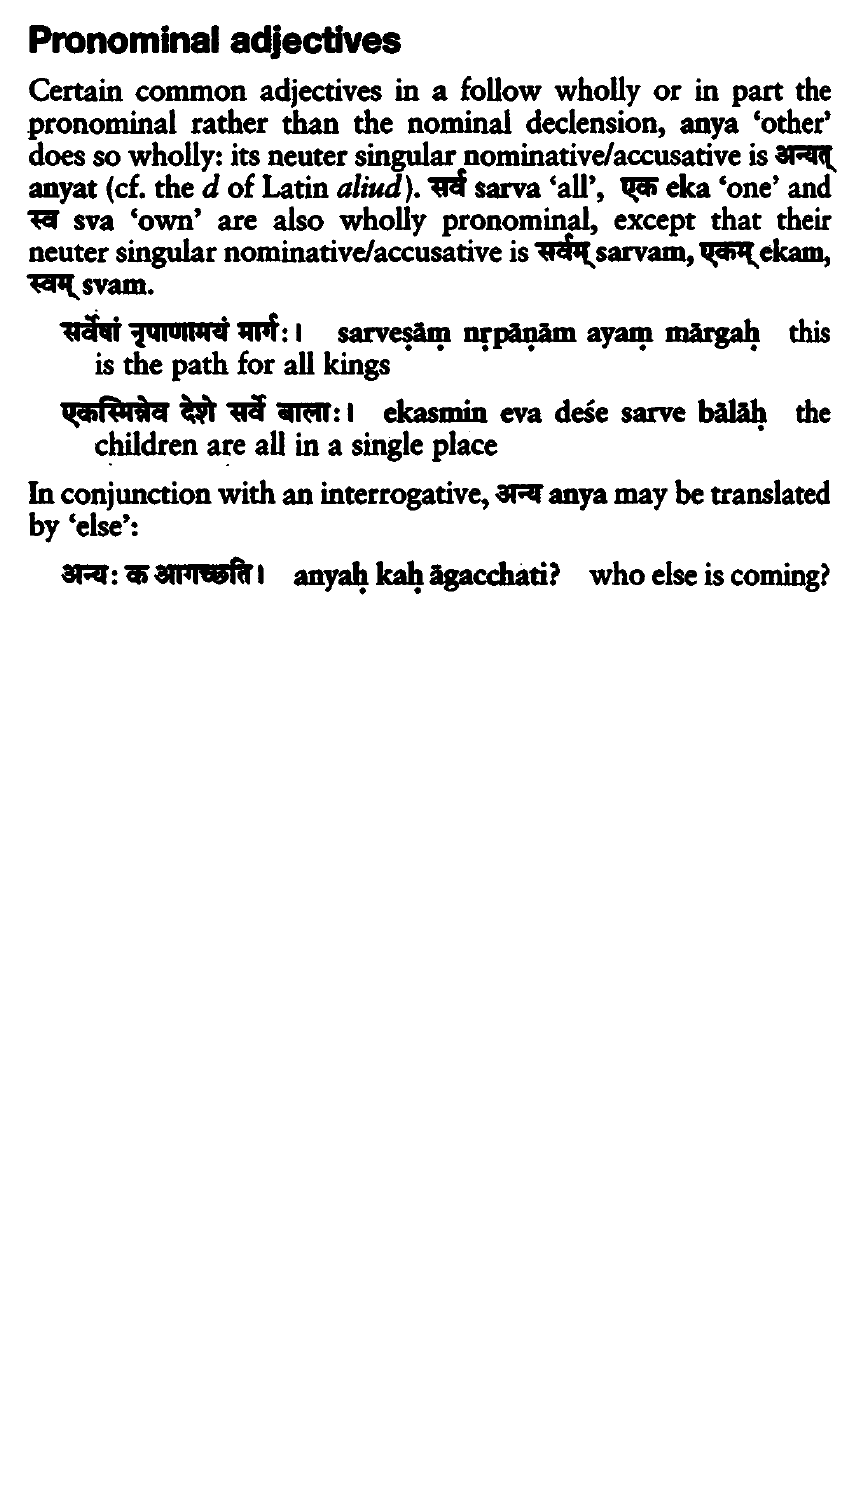 Pronominal adjectives
Certain common adjectives in a follow wholly or in part the
pronominal rather than the nominal declension, anya ‘other’
does so wholly: its neuter singular nominative/accusative is अन्यत्
anyat (cf. the d of Latin aliud). सर्व sarva ‘all’, एक eka ‘one’ and
स्व sva ‘own’ are also wholly pronominal, except that their
neuter singular nominative/accusative is सर्वम् sarvam, एकम् ekam,
स्वम् svam.
सर्वेषां नृपाणामयं मार्गः। sarveṣāṃ nṛpāṇām ayaṃ mārgaḥ this
is the path for all kings
एकस्मिन्नेव देशे सर्वे बालाः। ekasmin eva deśe sarve bālāḥ the
children are all in a single place
In conjunction with an interrogative, अन्य anya may be translated
by ‘else’:
अन्यः क आगच्छति। anyaḥ kaḥ āgacchati? who else is coming?